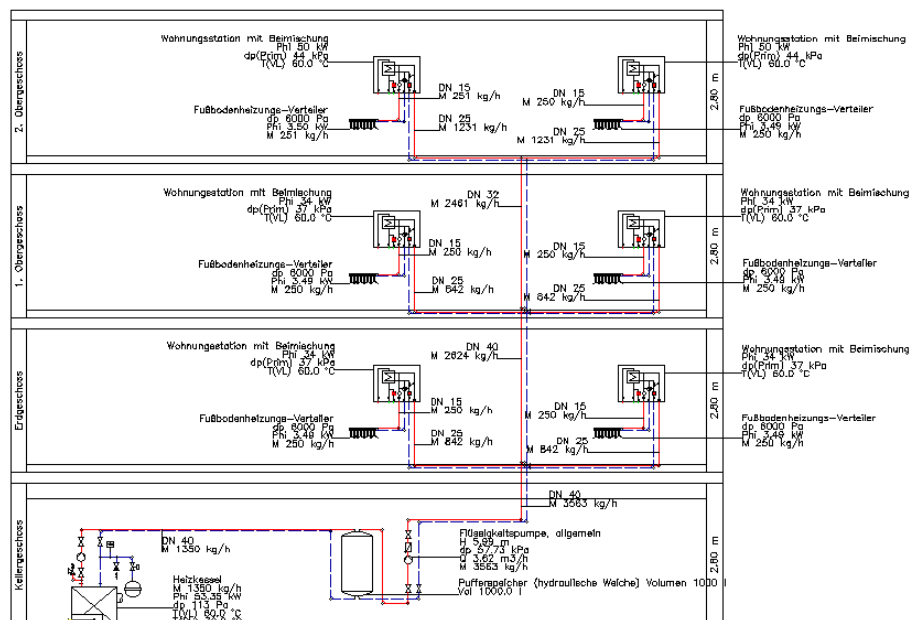 2. Obergeschoss
Wohnungsstation mit Beimischung
Phi 50 kW
dp(Prim) 44 kPa
T(VL) 60.0 °C
Fußbodenheizungs-Verteiler
dp 6000 Pa
Phi 3.50 kW
M 251 kg/h
DN 15
M 251 kg/h
DN 25
M 1231 kg/h
DN 15
M 250 kg/h
DN 25
M 1231 kg/h
Wohnungsstation mit Beimischung
Phi 50 kW
dp(Prim) 44 kPa
T(VL) 60.0 °C
Fußbodenheizungs-Verteiler
dp 6000 Pa
Phi 3.49 kW
M 250 kg/h
2.80 m
1. Obergeschoss
Wohnungsstation mit Beimischung
Phi 34 kW
dp(Prim) 37 kPa
T(VL) 60.0 °C
Fußbodenheizungs-Verteiler
dp 6000 Pa
Phi 3.49 kW
M 250 kg/h
DN 32
M 2461 kg/h
DN 15
M 250 kg/h
DN 25
M 842 kg/h
DN 15
M 250 kg/h
DN 25
M 842 kg/h
Wohnungsstation mit Beimischung
Phi 34 kW
dp(Prim) 37 kPa
T(VL) 60.0 °C
Fußbodenheizungs-Verteiler
dp 6000 Pa
Phi 3.49 kW
M 250 kg/h
2.80 m
Erdgeschoss
Wohnungsstation mit Beimischung
Phi 34 kW
dp(Prim) 37 kPa
T(VL) 60.0 °C
Fußbodenheizungs-Verteiler
dp 6000 Pa
Phi 3.49 kW
M 250 kg/h
DN 40
M 2824 kg/h
DN 15
M 250 kg/h
DN 25
M 842 kg/h
DN 15
M 250 kg/h
DN 25
M 842 kg/h
Wohnungsstation mit Beimischung
Phi 34 kW
dp(Prim) 37 kPa
T(VL) 60.0 °C
Fußbodenheizungs-Verteiler
dp 6000 Pa
Phi 3.49 kW
M 250 kg/h
2.80 m
Kellergeschoss
DN 40
M 3563 kg/h
DN 40
M 1350 kg/h
Flüssigkeitspumpe, allgemein
H 5.99 m
dp 57.73 kPa
Q 3.62 m3/h
M 3563 kg/h
Pufferspeicher (hydraulische Weiche) Volumen 1000 l
Vol 1000.0 l
Heizkessel
M 1350 kg/h
Phi 53.35 kW
dp 113 Pa
T(VL) 80.0 °C
2.80 m